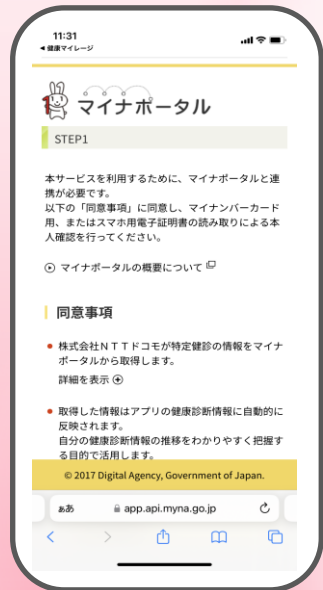 11:31
◀ 健康マイレージ
マイナポータル
STEP1
本サービスを利用するために、マイナポータルと連
携が必要です。
以下の「同意事項」に同意し、マイナンバーカード
用、またはスマホ用電子証明書の読み取りによる本
人確認を行ってください。
マイナポータルの概要について
同意事項
株式会社ＮＴＴドコモが特定健診の情報をマイナ
ポータルから取得します。
詳細を表示
取得した情報はアプリの健康診断情報に自動的に
反映されます。
自分の健康診断情報の推移をわかりやすく把握す
る目的で活用します。
© 2017 Digital Agency, Government of Japan.
ぁあ
app.api.myna.go.jp